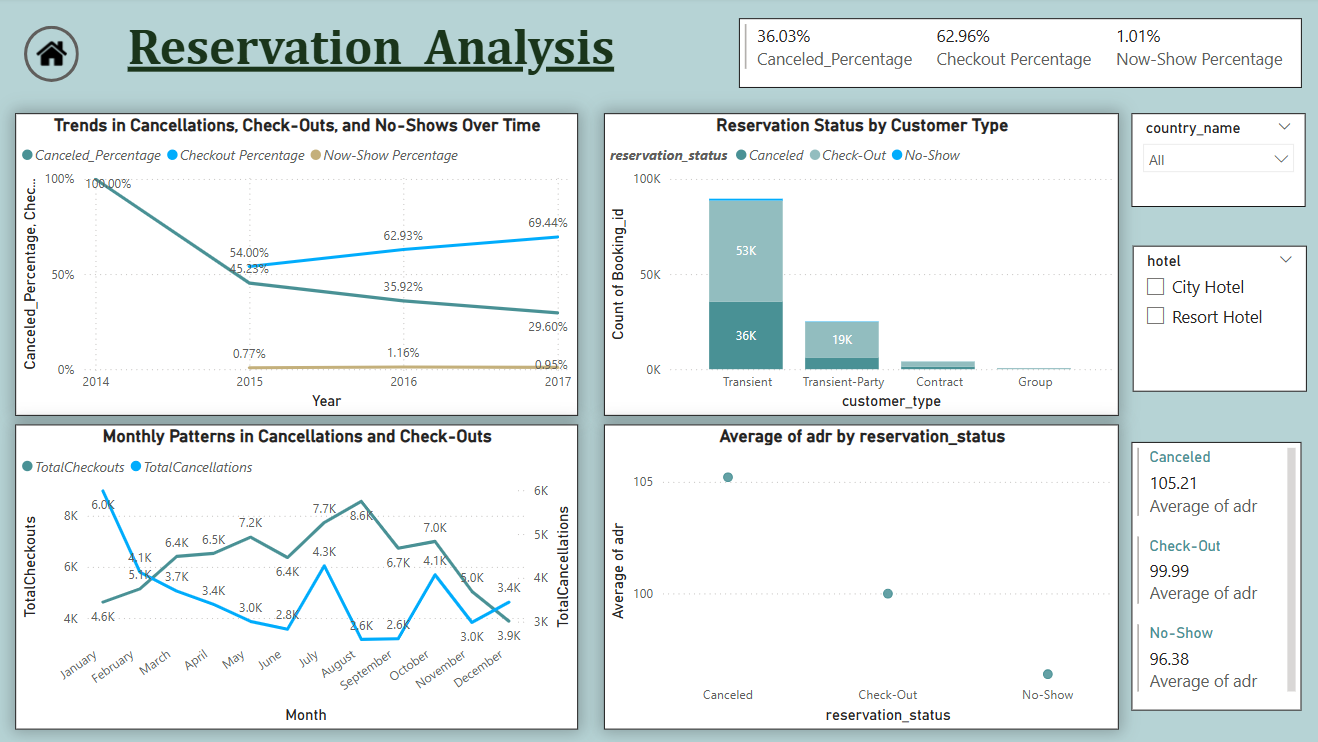 Reservation Analysis
36.03%
Canceled_Percentage
62.96%
Checkout Percentage
1.01%
Now-Show Percentage
Trends in Cancellations, Check-Outs, and No-Shows Over Time
Canceled_Percentage Checkout Percentage Now-Show Percentage
Canceled_Percentage. Chec...
100%
50%
0%
100.00%
54.00%
45.23%
62.93%
35.92%
69.44%
29.60%
0.77%
1.16%
0.95%
2014 2015 2016 2017
Year
Reservation Status by Customer Type
reservation_status Canceled Check-Out No-Show
Count of Booking_id
100K
50K
0K
53K
36K
19K
Transient Transient-Party Contract Group
customer_type
country_name
All
hotel
City Hotel
Resort Hotel
Monthly Patterns in Cancellations and Check-Outs
TotalCheckouts TotalCancellations
TotalCheckouts
8K
6K
4K
6.0K
4.1K
3.7K
3.4K
3.0K
2.8K
4.3K
2.6K
2.6K
4.1K
3.0K
3.4K
4.6K
5.1K
6.4K
6.5K
7.2K
6.4K
7.7K
8.6K
6.7K
7.0K
5.0K
3.9K
6K
5K
4K
3K
TotalCancellations
January February March April May June July August September October November December
Month
Average of adr by reservation_status
Average of adr
105
100
Canceled Check-Out No-Show
reservation_status
Canceled
105.21
Average of adr
Check-Out
99.99
Average of adr
No-Show
96.38
Average of adr